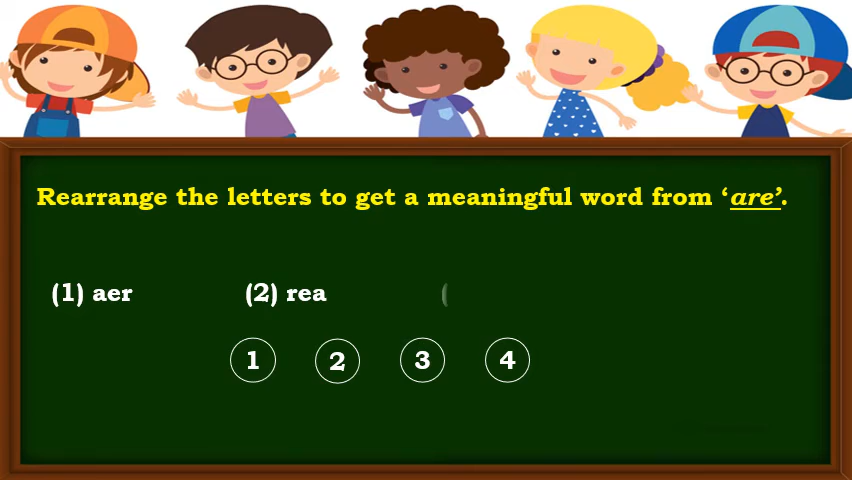 Rearrange the letters to get a meaningful word from ‘are’.
(1) aer (2) rea (
1 2 3 4